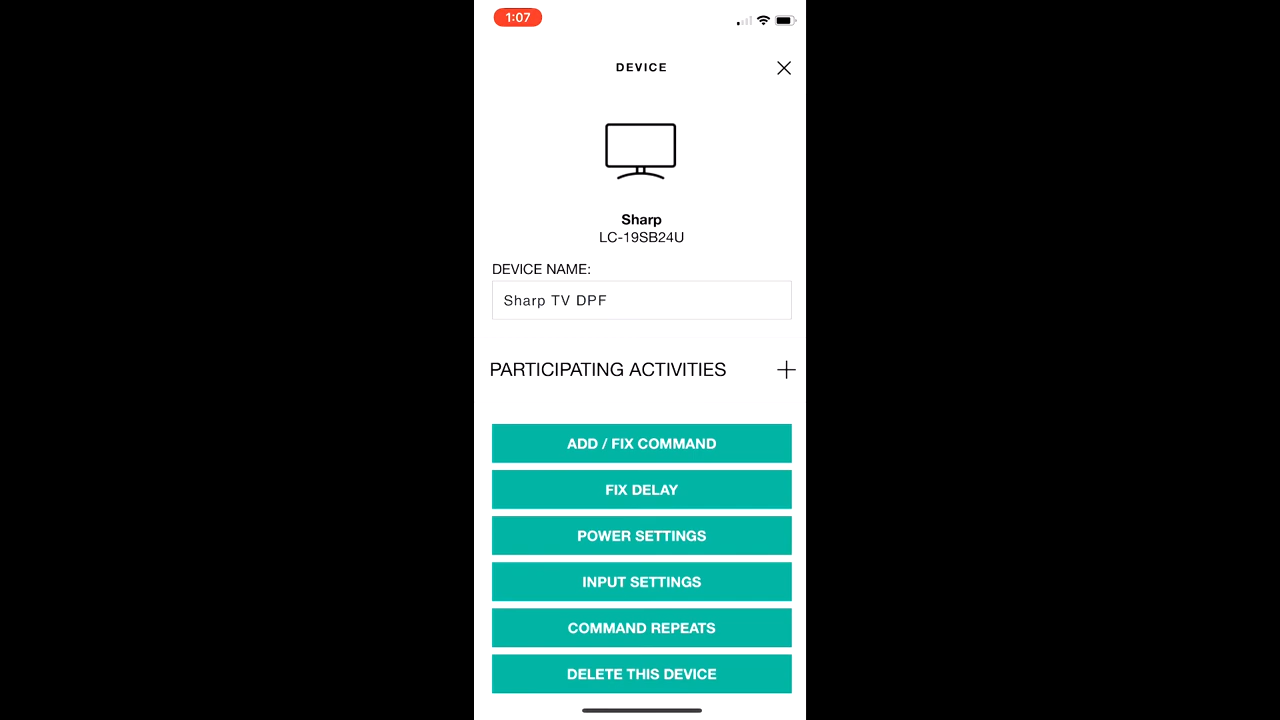 1:07
DEVICE
Sharp
LC-19SB24U
DEVICE NAME:
Sharp TV DPF
PARTICIPATING ACTIVITIES
ADD / FIX COMMAND
FIX DELAY
POWER SETTINGS
INPUT SETTINGS
COMMAND REPEATS
DELETE THIS DEVICE